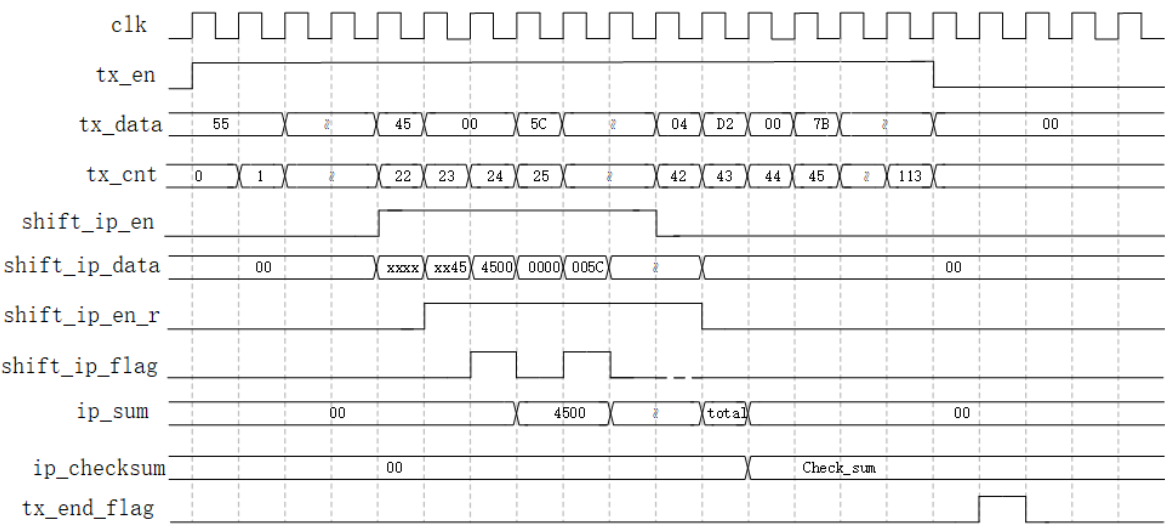 clk
tx_en
tx_data 55 45 00 5C 04 D2 00 7B 00
tx_cnt 0 1 22 23 24 25 42 43 44 45 113
shift_ip_en
shift_ip_data 00 xxxx xx45 4500 0000 005C 00
shift_ip_en_r
shift_ip_flag
ip_sum 00 4500 total 00
ip_checksum 00 Check_sum
tx_end_flag